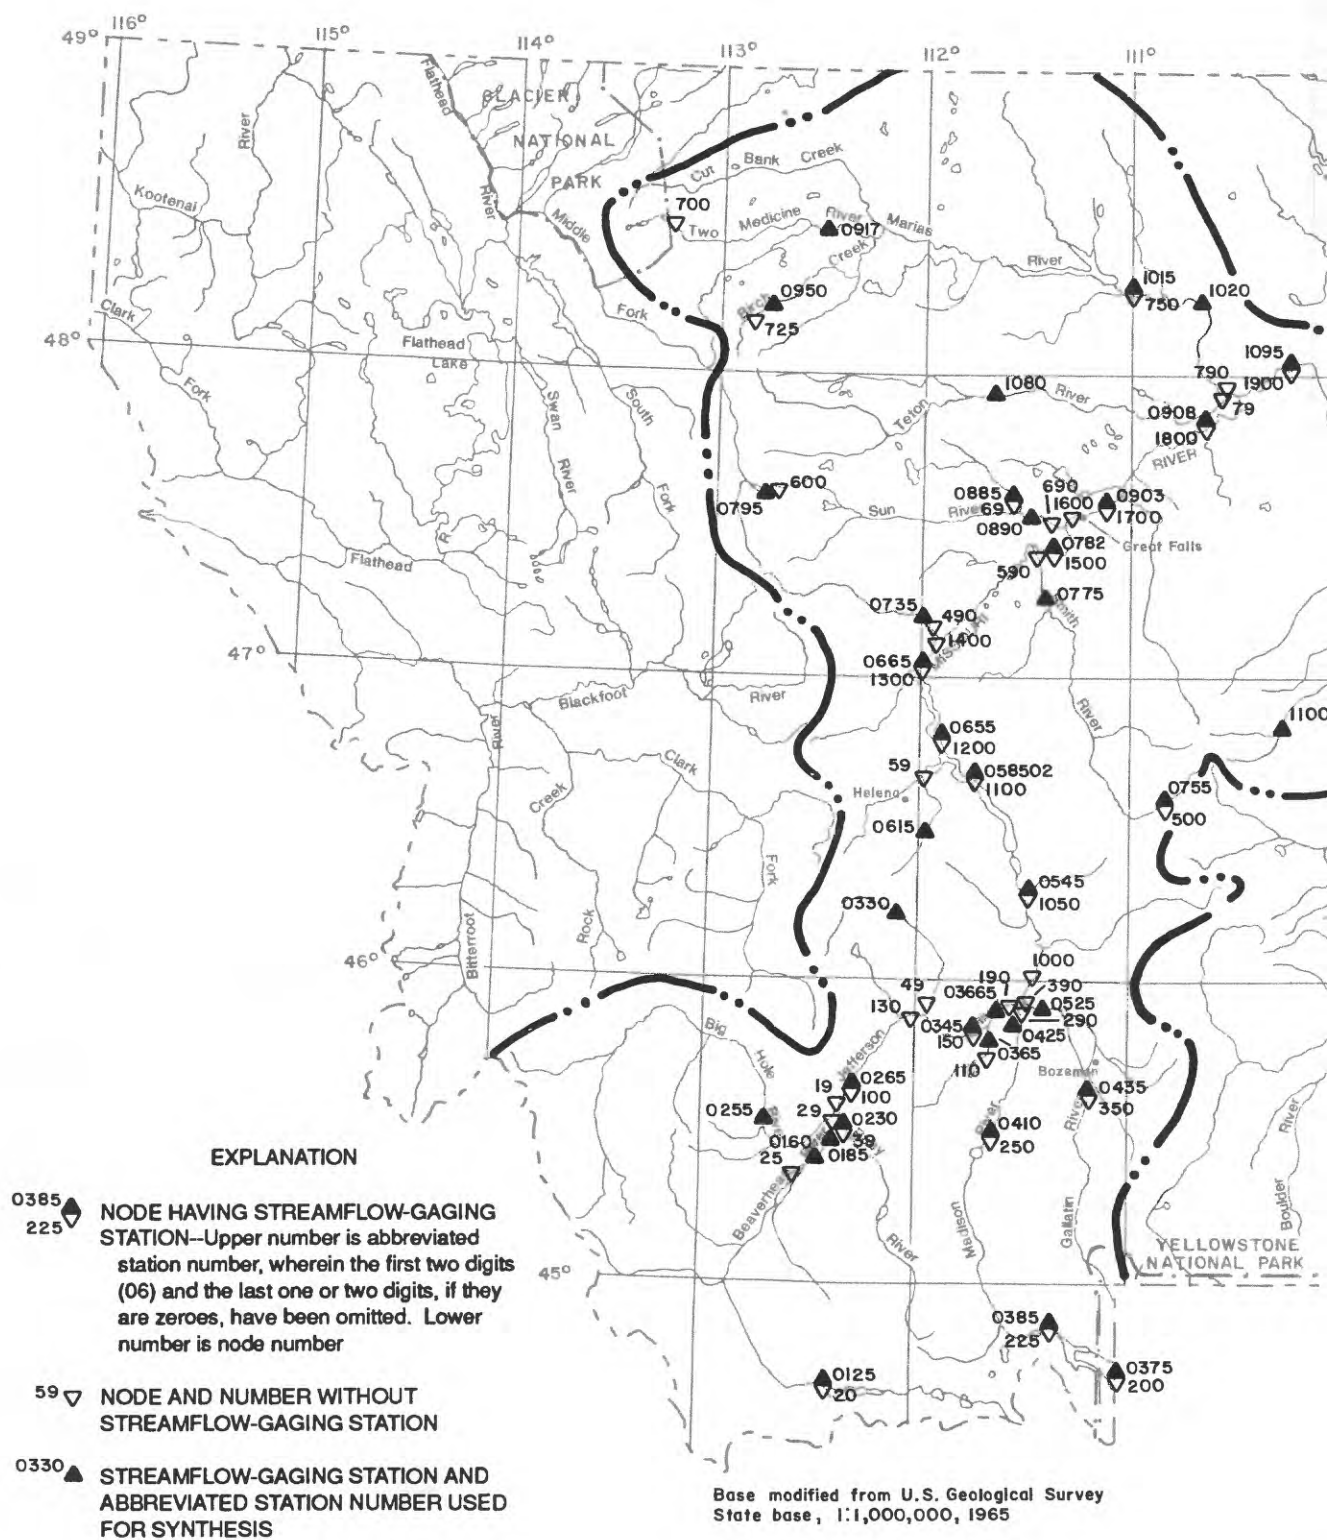 116°
115°
114°
113°
112°
111°
49°
48°
47°
46°
45°
GLACIER
NATIONAL
PARK
Flathead
River
Middle
Fork
River
Kootenai
Clark
Fork
Flathead
Lake
Swan
River
South
Fork
Flathead
Cut Bank Creek
700
Two Medicine River
0917
Marias
River
Birch Creek
0950
725
1015
750
1020
1095
1900
790
79
0908
1800
1080
Teton River
RIVER
600
0795
Sun River
0885
69
0890
690
1600
0903
1700
Great Falls
0782
1500
590
0775
Smith
River
0735
490
1400
0665
1300
Blackfoot River
River
Bitterroot
Creek
Rock
Clark
Fork
0655
1200
59
Helena
058502
1100
0615
1100
0755
500
0330
0545
1050
1000
190
390
49
03665
0525
130
0345
290
150
0425
0365
110
Bozeman
Jefferson
Big
Hole
0265
19
100
0255
29
0230
39
0160
0185
25
Beaverhead
River
River
0410
250
Madison
0435
350
River
Gallatin
River
Boulder
YELLOWSTONE
NATIONAL PARK
0385
225
0375
200
0125
20
EXPLANATION
0385
225
NODE HAVING STREAMFLOW-GAGING
STATION--Upper number is abbreviated
station number, wherein the first two digits
(06) and the last one or two digits, if they
are zeroes, have been omitted. Lower
number is node number
59
NODE AND NUMBER WITHOUT
STREAMFLOW-GAGING STATION
0330
STREAMFLOW-GAGING STATION AND
ABBREVIATED STATION NUMBER USED
FOR SYNTHESIS
Base modified from U.S. Geological Survey
State base, 1:1,000,000, 1965